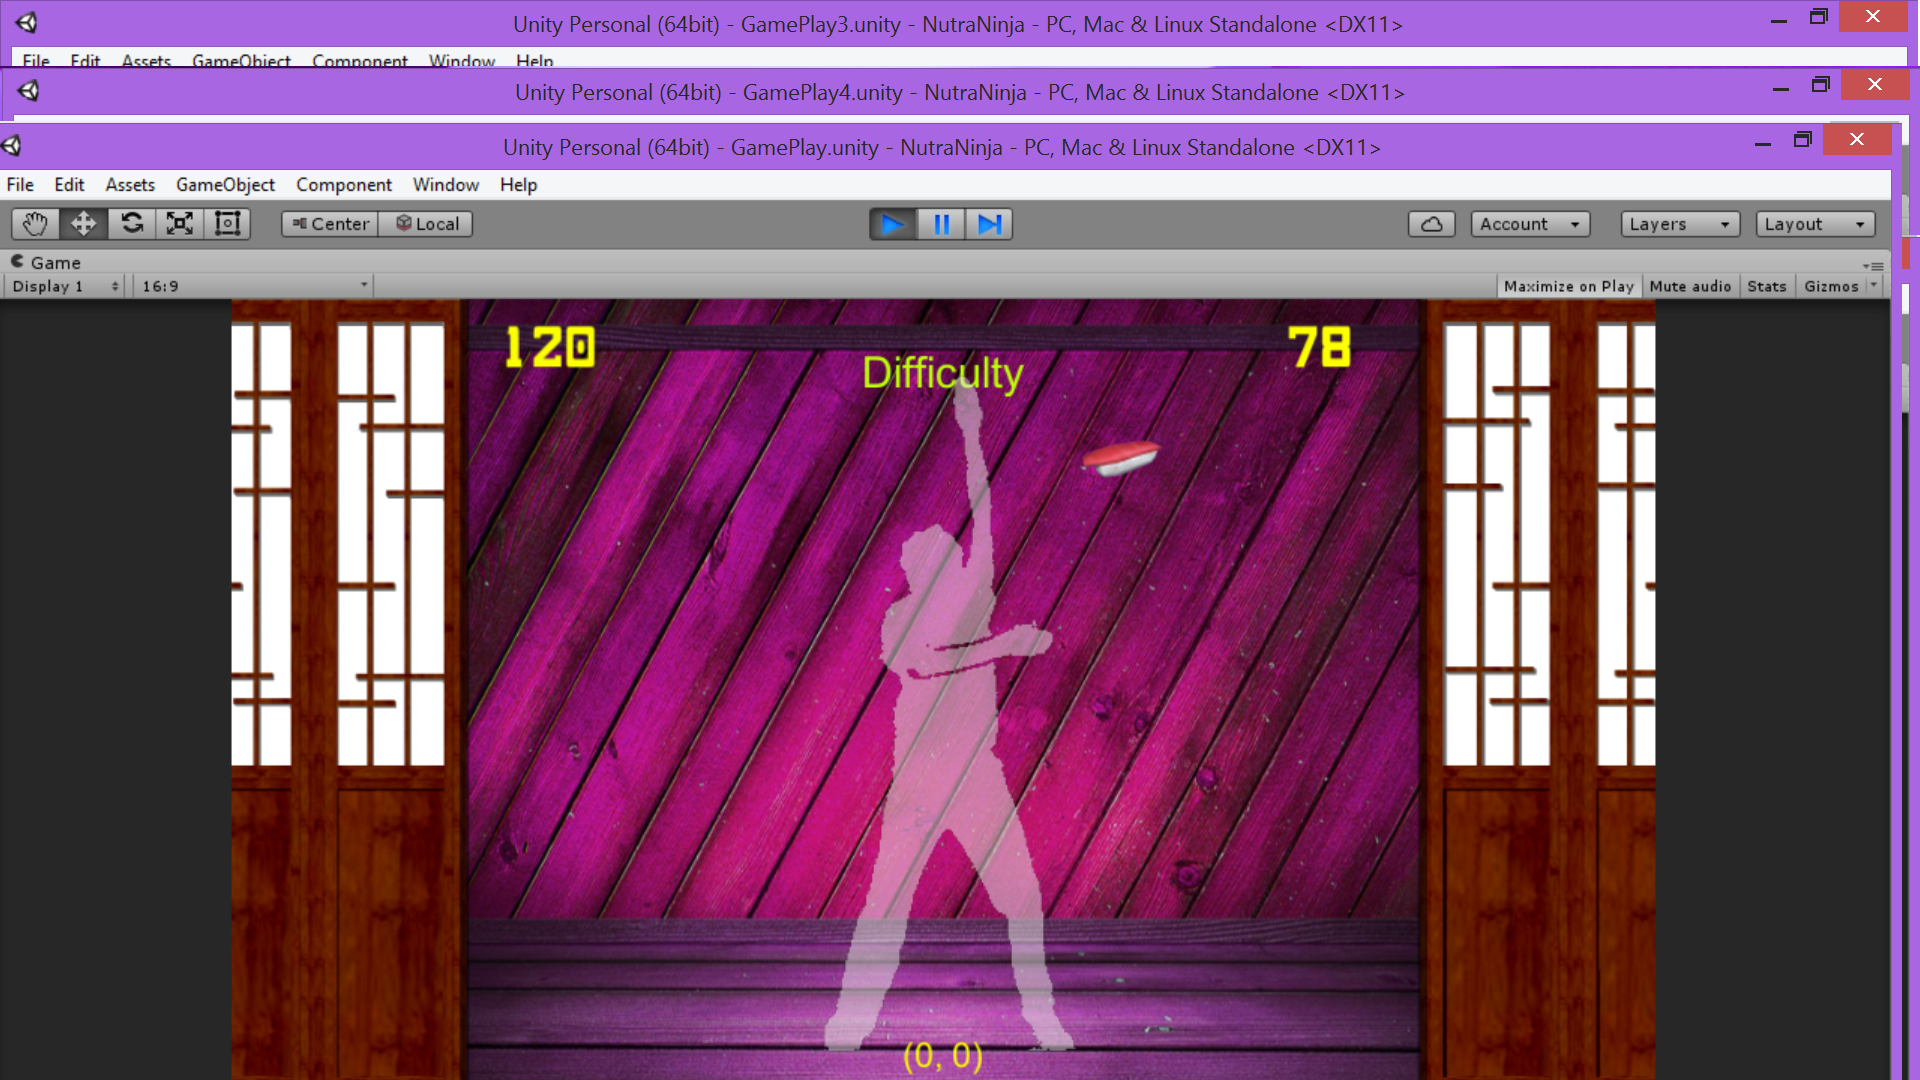 Unity Personal (64bit) - GamePlay3.unity - NutraNinja - PC, Mac & Linux Standalone <DX11>
File Edit Assets GameObject Component Window Help
Unity Personal (64bit) - GamePlay4.unity - NutraNinja - PC, Mac & Linux Standalone <DX11>
Unity Personal (64bit) - GamePlay.unity - NutraNinja - PC, Mac & Linux Standalone <DX11>
File Edit Assets GameObject Component Window Help
Center Local Account Layers Layout
Game
Display 1 16:9 Maximize on Play Mute audio Stats Gizmos
120 78
Difficulty
(0, 0)